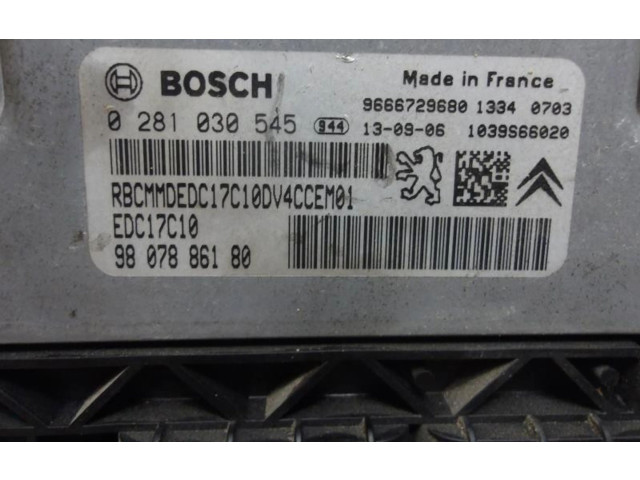 BOSCH Made in France
9666729680 1334 0703
0 281 030 545 944 13-09-06 1039S66020
RBCMMDEDC17C10DV4CCEM01
EDC17C10
98 078 861 80